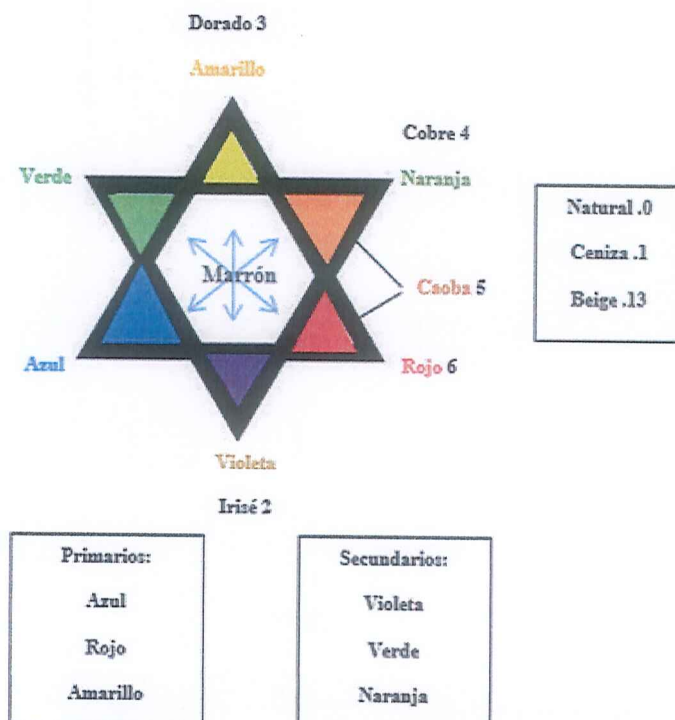 Dorado 3
Amarillo
Cobre 4
Verde
Naranja
Natural .0
Ceniza .1
Marrón
Caoba 5
Beige .13
Azul
Rojo 6
Violeta
Irisé 2
Primarios:
Azul
Rojo
Amarillo
Secundarios:
Violeta
Verde
Naranja